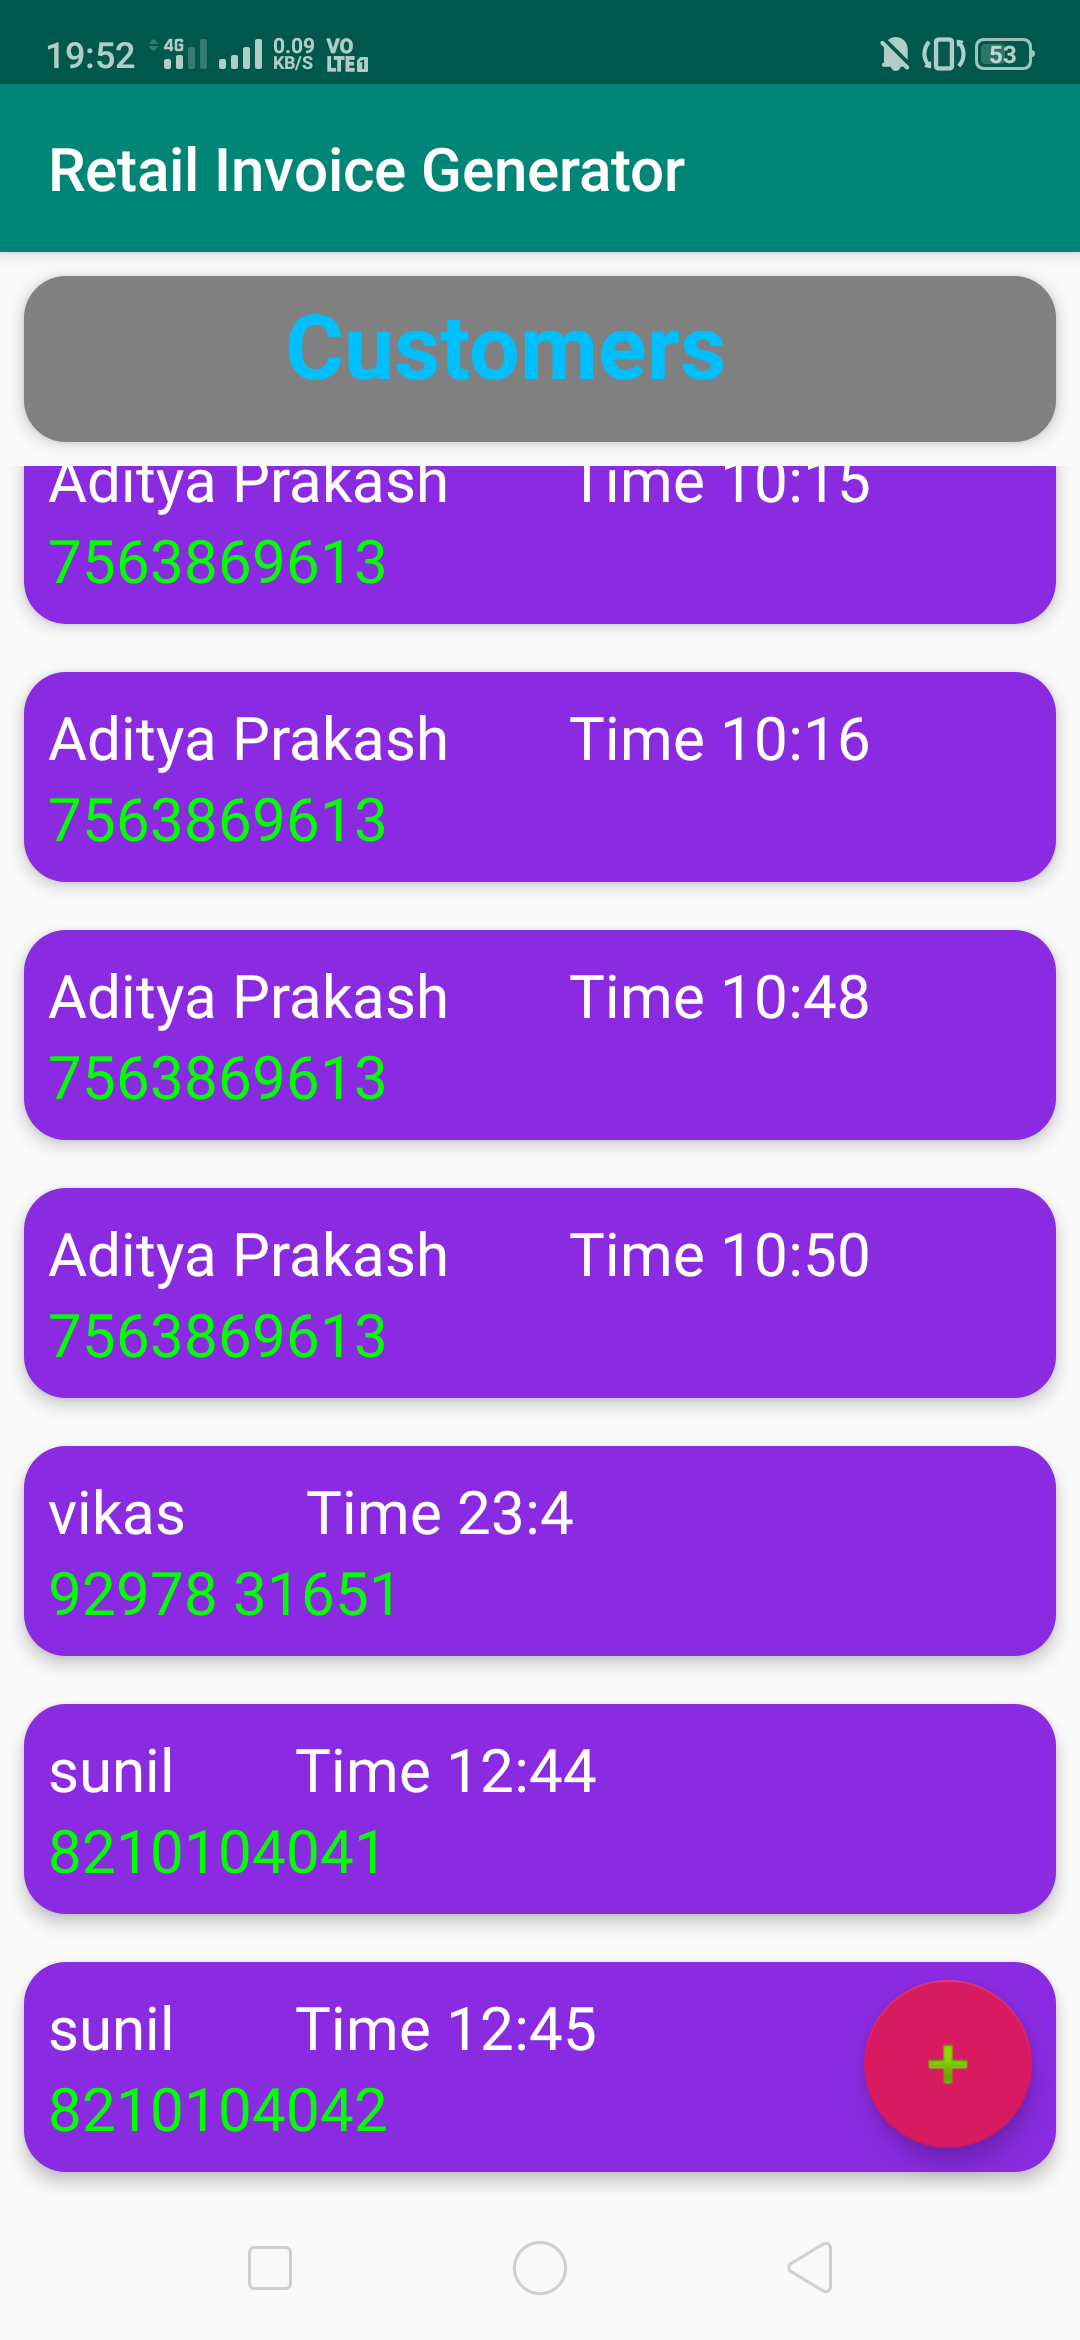 19:52 4G 0.09 KB/S VO LTE1 53
Retail Invoice Generator
Customers
Aditya Prakash Time 10:15
7563869613
Aditya Prakash Time 10:16
7563869613
Aditya Prakash Time 10:48
7563869613
Aditya Prakash Time 10:50
7563869613
vikas Time 23:4
92978 31651
sunil Time 12:44
8210104041
sunil Time 12:45
8210104042
+